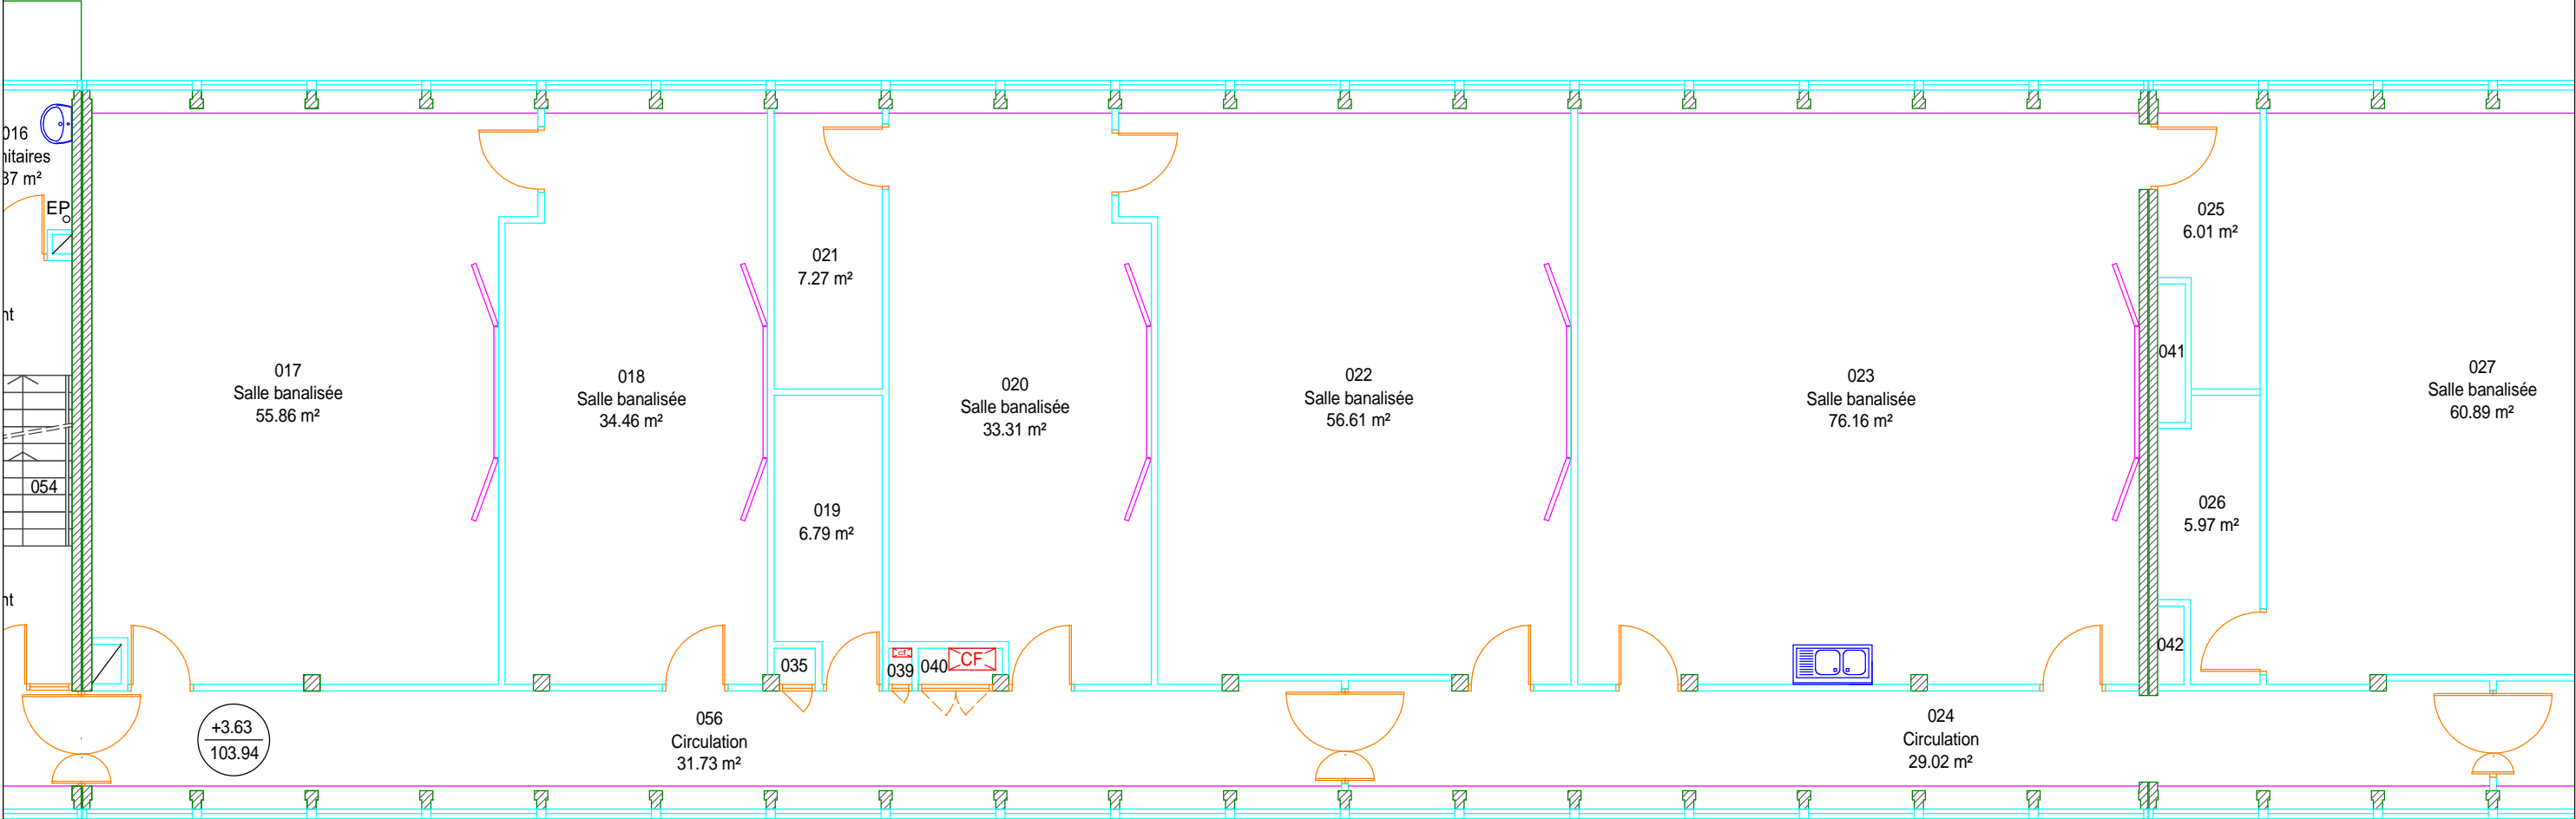 016
37 m²
EP
054
017
Salle banalisée
55.86 m²
018
Salle banalisée
34.46 m²
021
7.27 m²
019
6.79 m²
020
Salle banalisée
33.31 m²
022
Salle banalisée
56.61 m²
023
Salle banalisée
76.16 m²
025
6.01 m²
041
026
5.97 m²
042
027
Salle banalisée
60.89 m²
035
039
CF
040
CF
+3.63
103.94
056
Circulation
31.73 m²
024
Circulation
29.02 m²